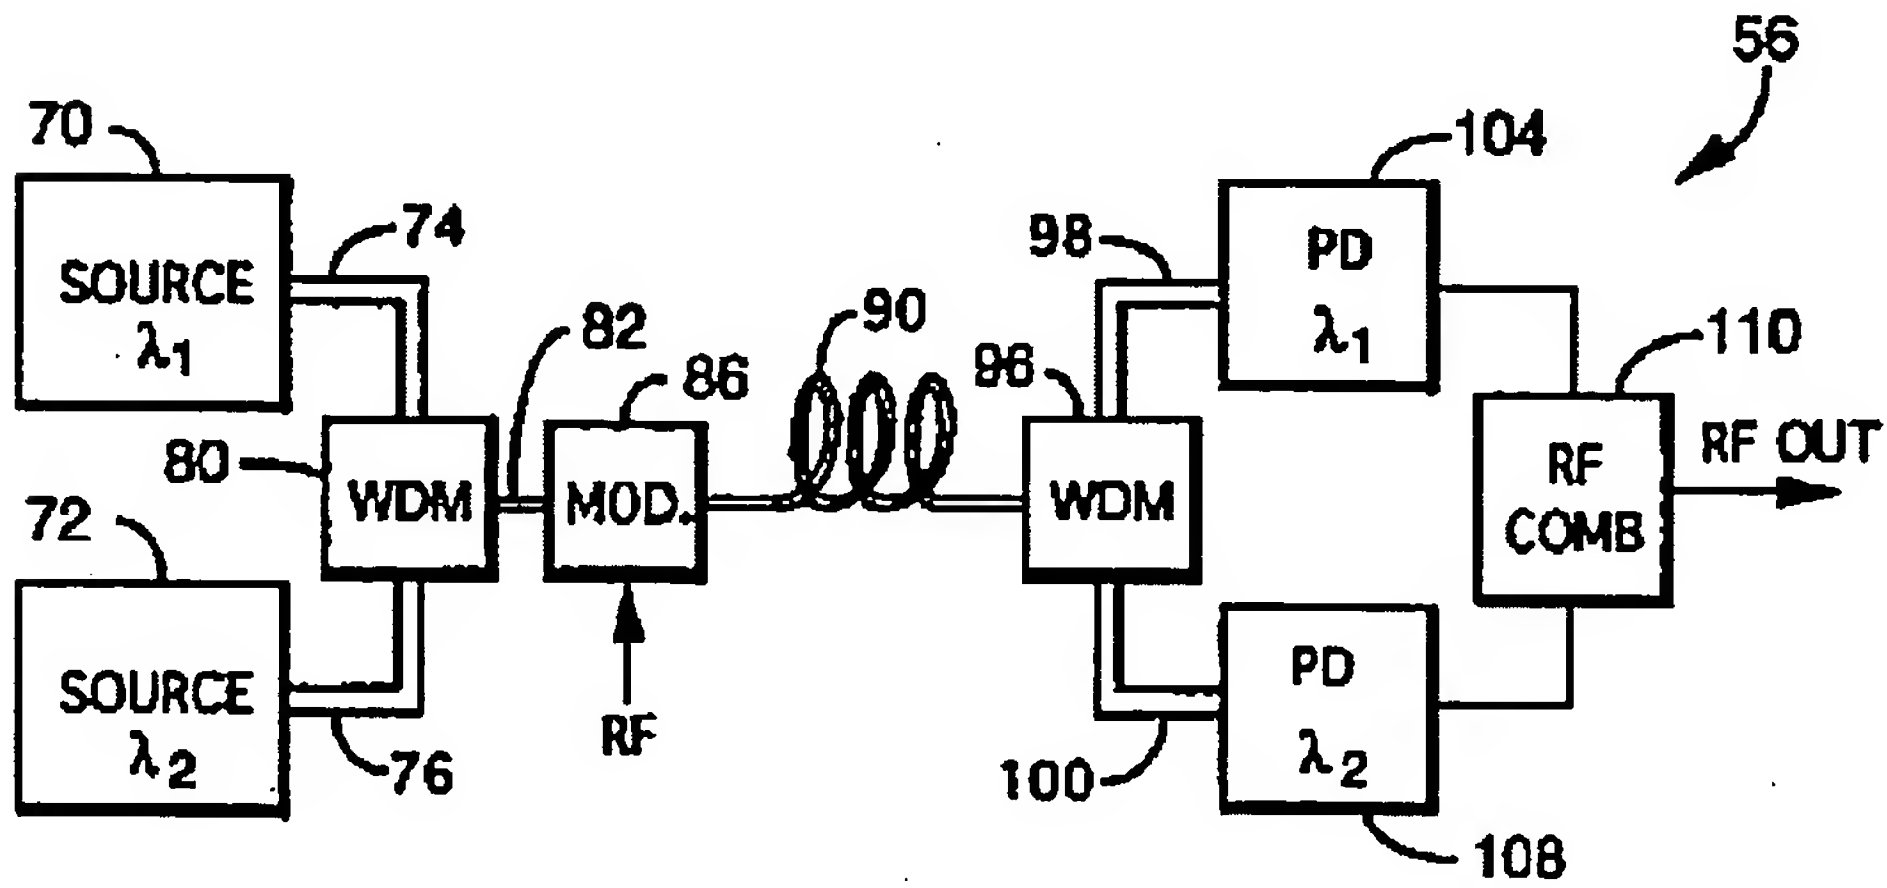 56
70
104
74
98
SOURCE
λ1
PD
λ1
82
90
110
86
96
80
WDM
MOD.
WDM
RF
COMB
RF OUT
72
SOURCE
λ2
76
RF
100
PD
λ2
108